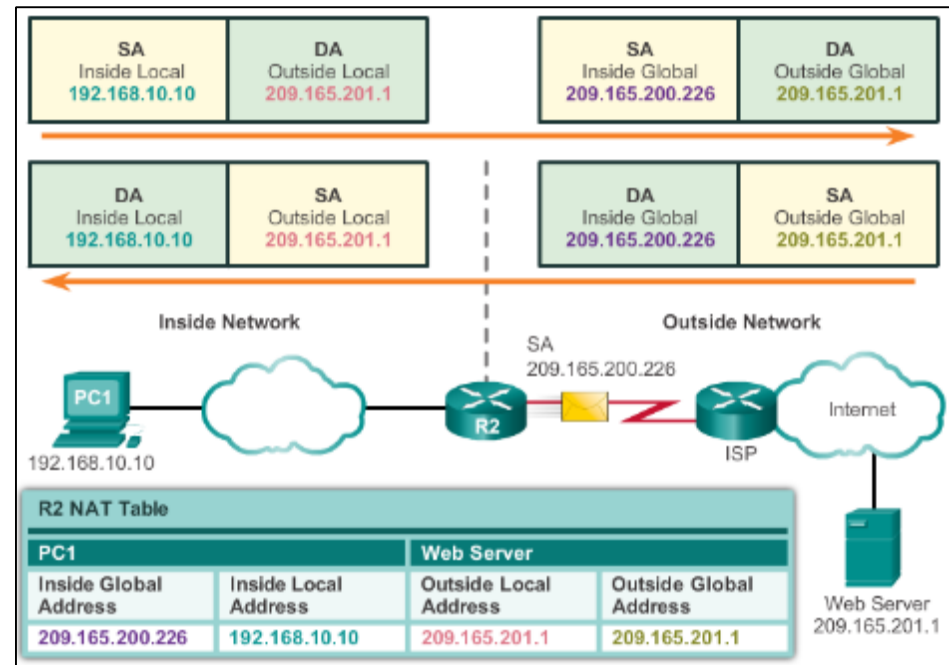 SA
Inside Local
192.168.10.10
DA
Outside Local
209.165.201.1
SA
Inside Global
209.165.200.226
DA
Outside Global
209.165.201.1
DA
Inside Local
192.168.10.10
SA
Outside Local
209.165.201.1
DA
Inside Global
209.165.200.226
SA
Outside Global
209.165.201.1
Inside Network
Outside Network
SA
209.165.200.226
PC1
192.168.10.10
R2
ISP
Internet
Web Server
209.165.201.1
R2 NAT Table
PC1
Web Server
Inside Global
Address
Inside Local
Address
Outside Local
Address
Outside Global
Address
209.165.200.226
192.168.10.10
209.165.201.1
209.165.201.1